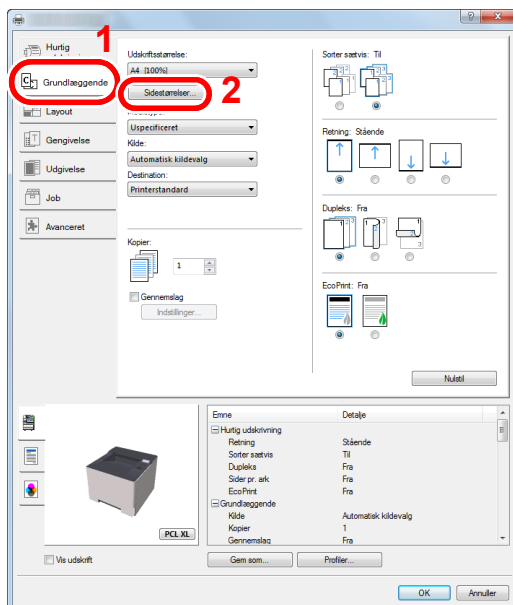 1
Hurtig
Grundlæggende
Layout
Gengivelse
Udgivelse
Job
Avanceret
Udskriftsstørrelse:
A4 (100%)
Sidestørrelser...
2
Uspecificeret
Kilde:
Automatisk kildevalg
Destination:
Printerstandard
Kopier:
1
Gennemslag
Indstillinger...
Sorter sætvis: Til
Retning: Stående
Dupleks: Fra
EcoPrint: Fra
Nulstil
PCL XL
Vis udskrift
Emne Detalje
Hurtig udskrivning
Retning Stående
Sorter sætvis Til
Dupleks Fra
Sider pr. ark Fra
EcoPrint Fra
Grundlæggende
Kilde Automatisk kildevalg
Kopier 1
Gennemslag Fra
Gem som... Profiler...
OK Annuller